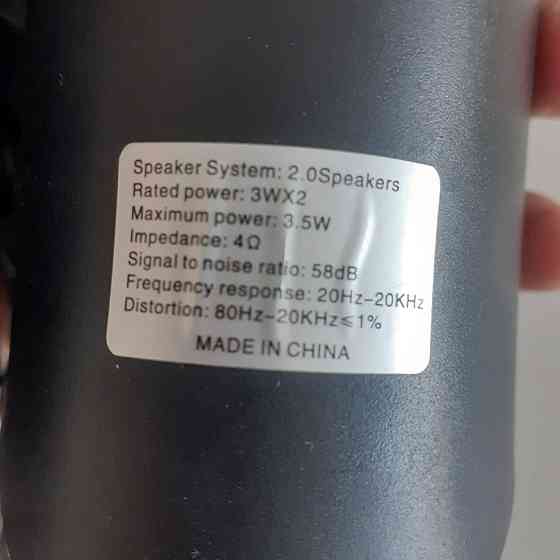 Speaker System: 2.0Speakers
Rated power: 3WX2
Maximum power: 3.5W
Impedance: 4Ω
Signal to noise ratio: 58dB
Frequency response: 20Hz-20KHz
Distortion: 80Hz-20KHz≤1%
MADE IN CHINA